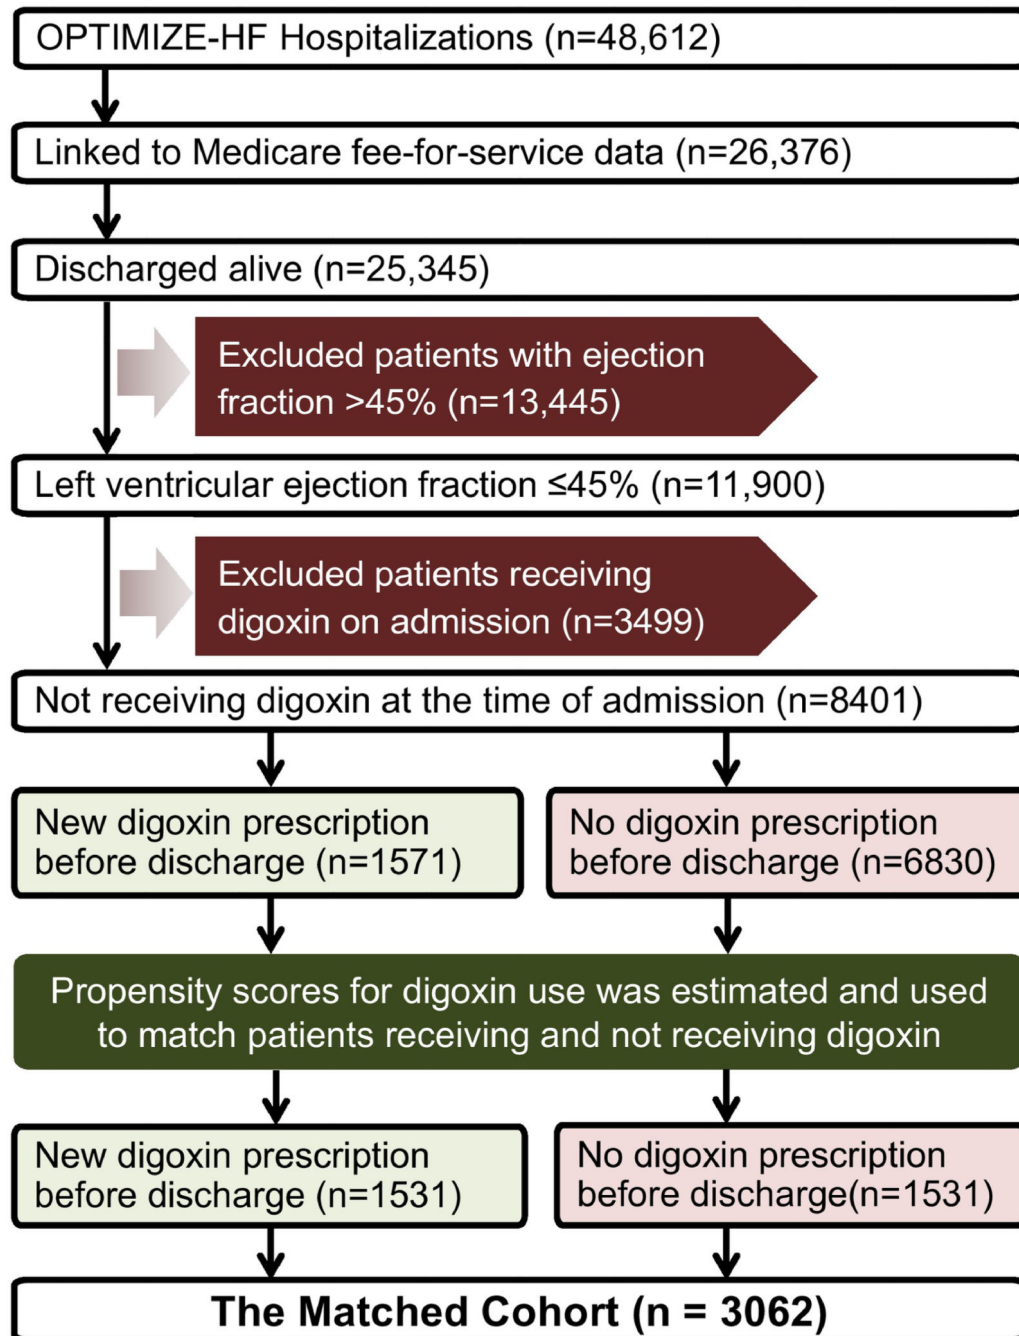 OPTIMIZE-HF Hospitalizations (n=48,612)
Linked to Medicare fee-for-service data (n=26,376)
Discharged alive (n=25,345)
Excluded patients with ejection
fraction >45% (n=13,445)
Left ventricular ejection fraction ≤45% (n=11,900)
Excluded patients receiving
digoxin on admission (n=3499)
Not receiving digoxin at the time of admission (n=8401)
New digoxin prescription
before discharge (n=1571)
No digoxin prescription
before discharge (n=6830)
Propensity scores for digoxin use was estimated and used
to match patients receiving and not receiving digoxin
New digoxin prescription
before discharge (n=1531)
No digoxin prescription
before discharge(n=1531)
The Matched Cohort (n = 3062)